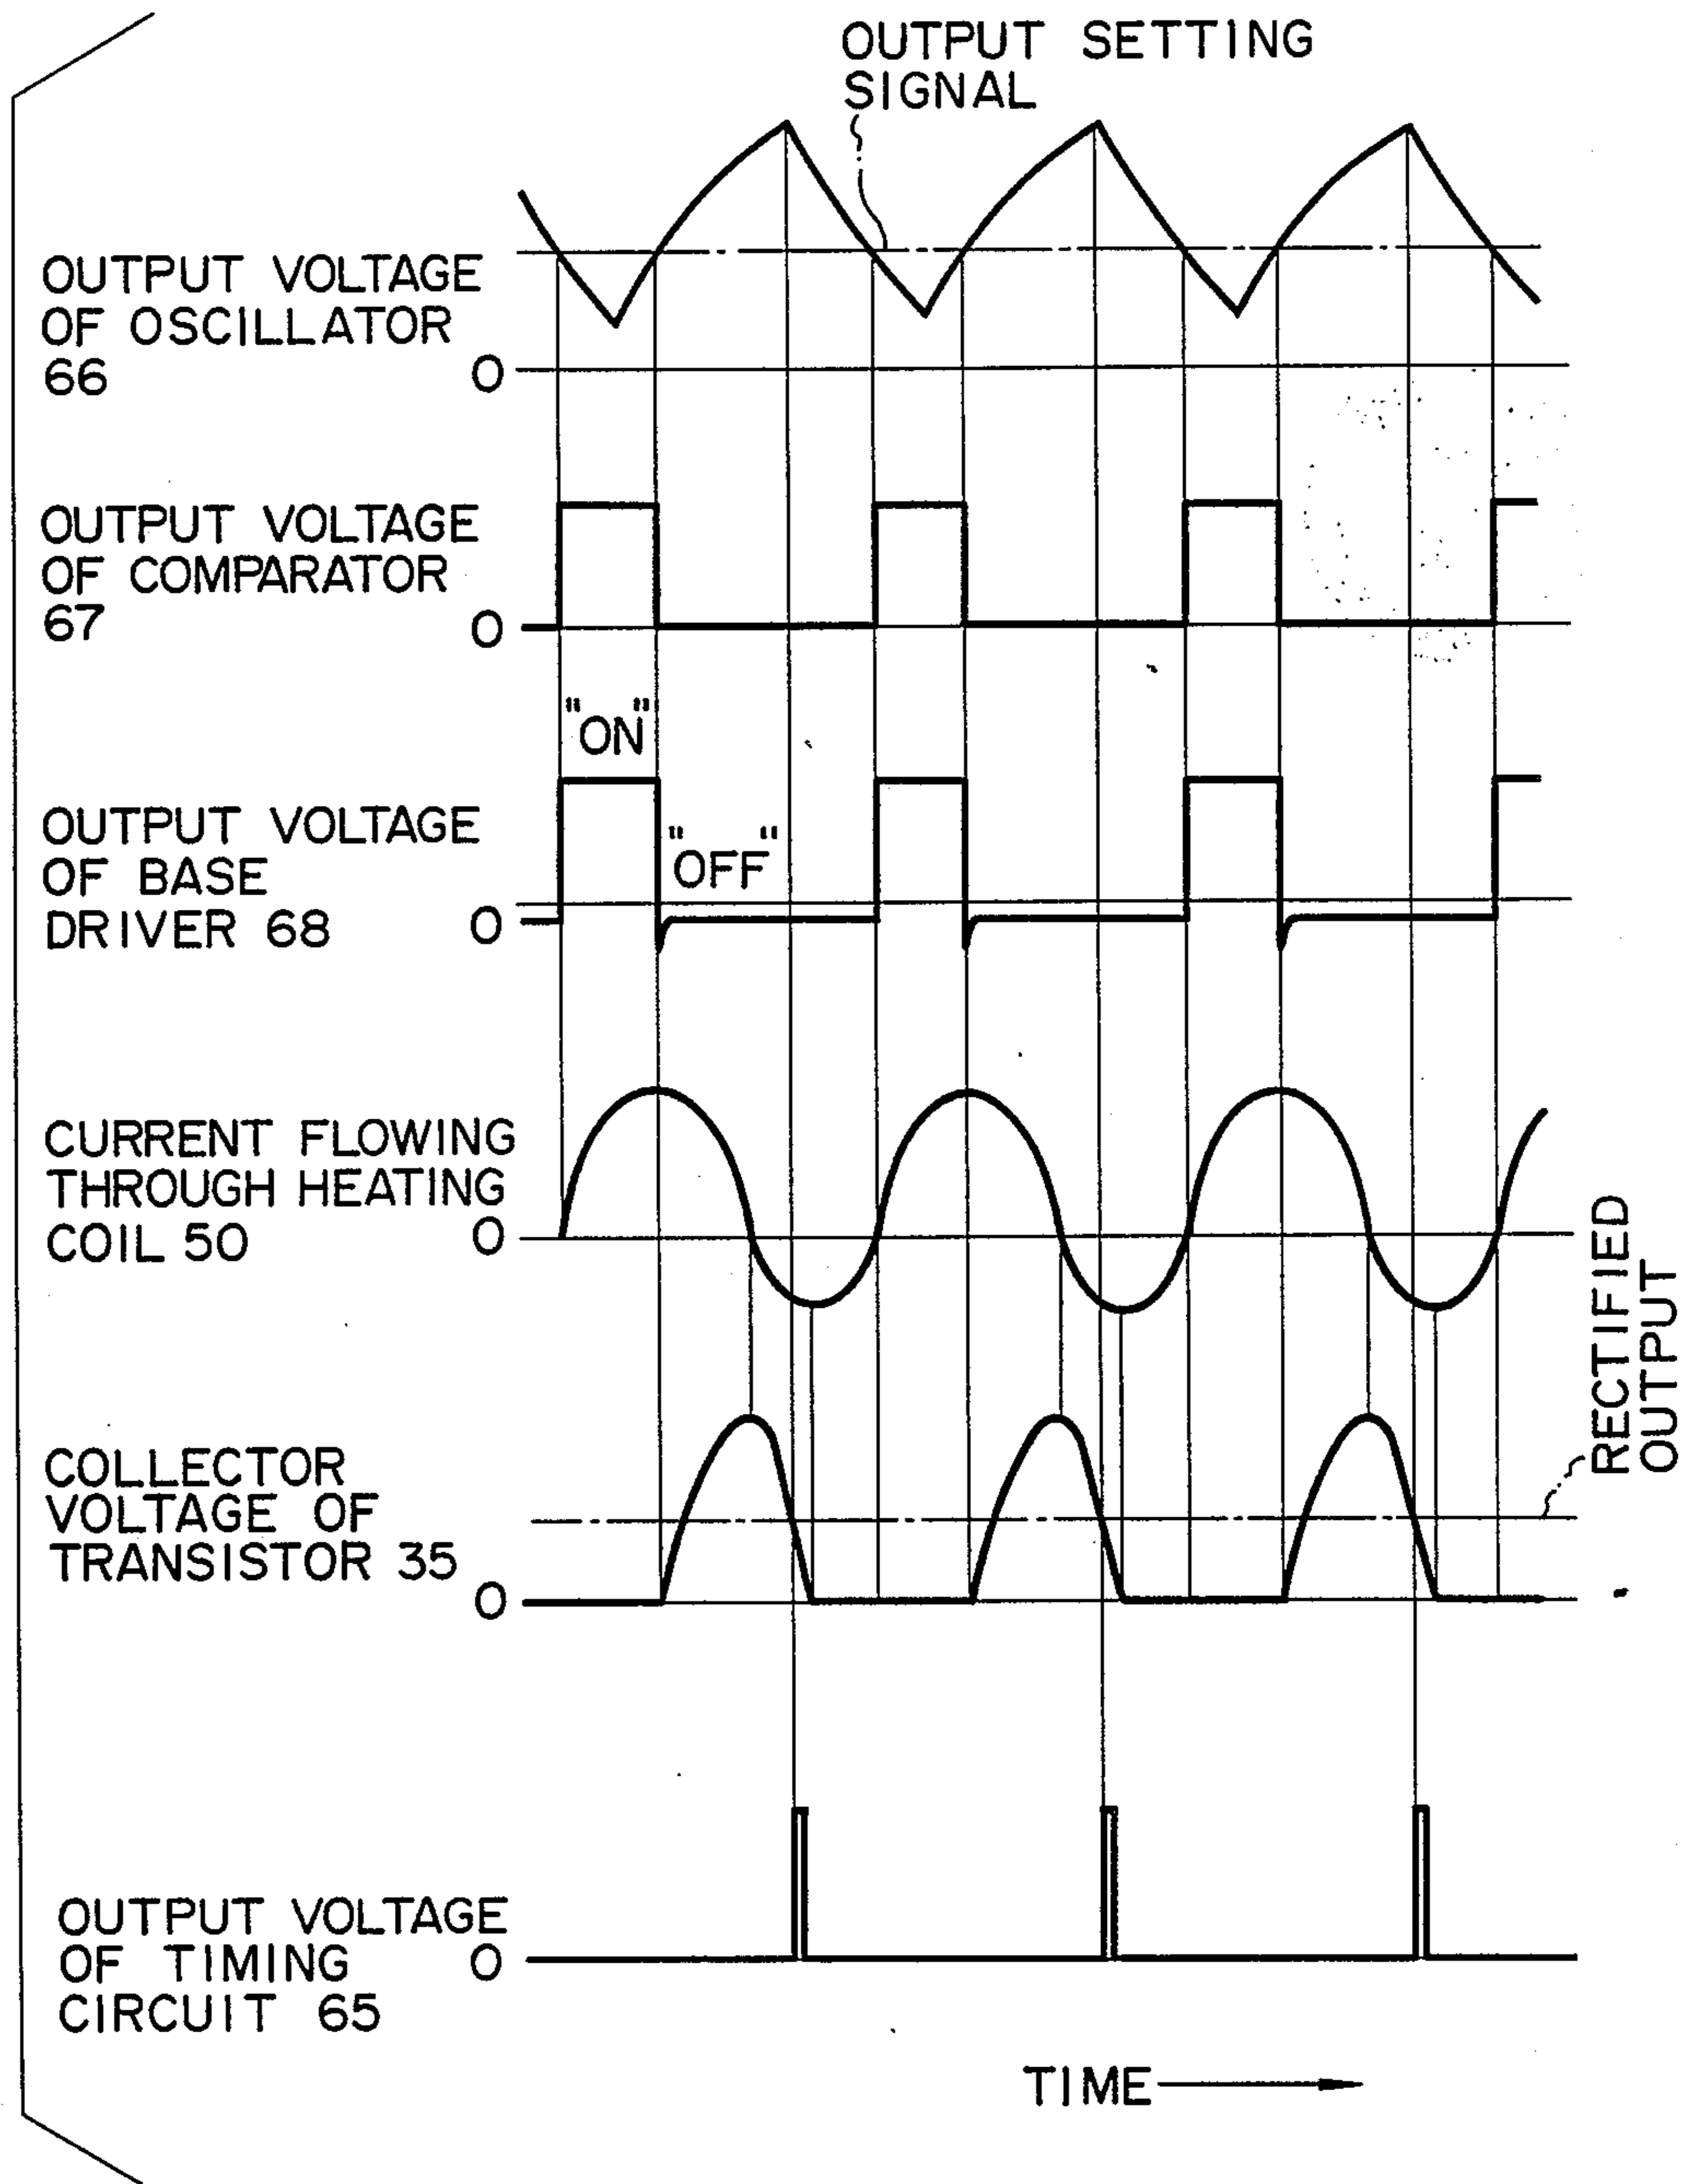 OUTPUT SETTING
SIGNAL
OUTPUT VOLTAGE
OF OSCILLATOR
66
0
OUTPUT VOLTAGE
OF COMPARATOR
67
0
"ON"
OUTPUT VOLTAGE
OF BASE
DRIVER 68
0
"OFF"
CURRENT FLOWING
THROUGH HEATING
COIL 50
0
RECTIFIED
OUTPUT
COLLECTOR
VOLTAGE OF
TRANSISTOR 35
0
OUTPUT VOLTAGE
OF TIMING
CIRCUIT 65
0
TIME